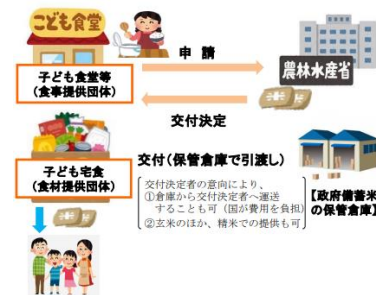 こども食堂
申請
子ども食堂等
(食事提供団体)
農林水産省
交付決定
子ども宅食
(食材提供団体)
交付(保管倉庫で引渡し)
交付決定者の意向により、
①倉庫から交付決定者へ運送
することも可(国が費用を負担)
②玄米のほか、精米での提供も可
【政府備蓄米
の保管倉庫】